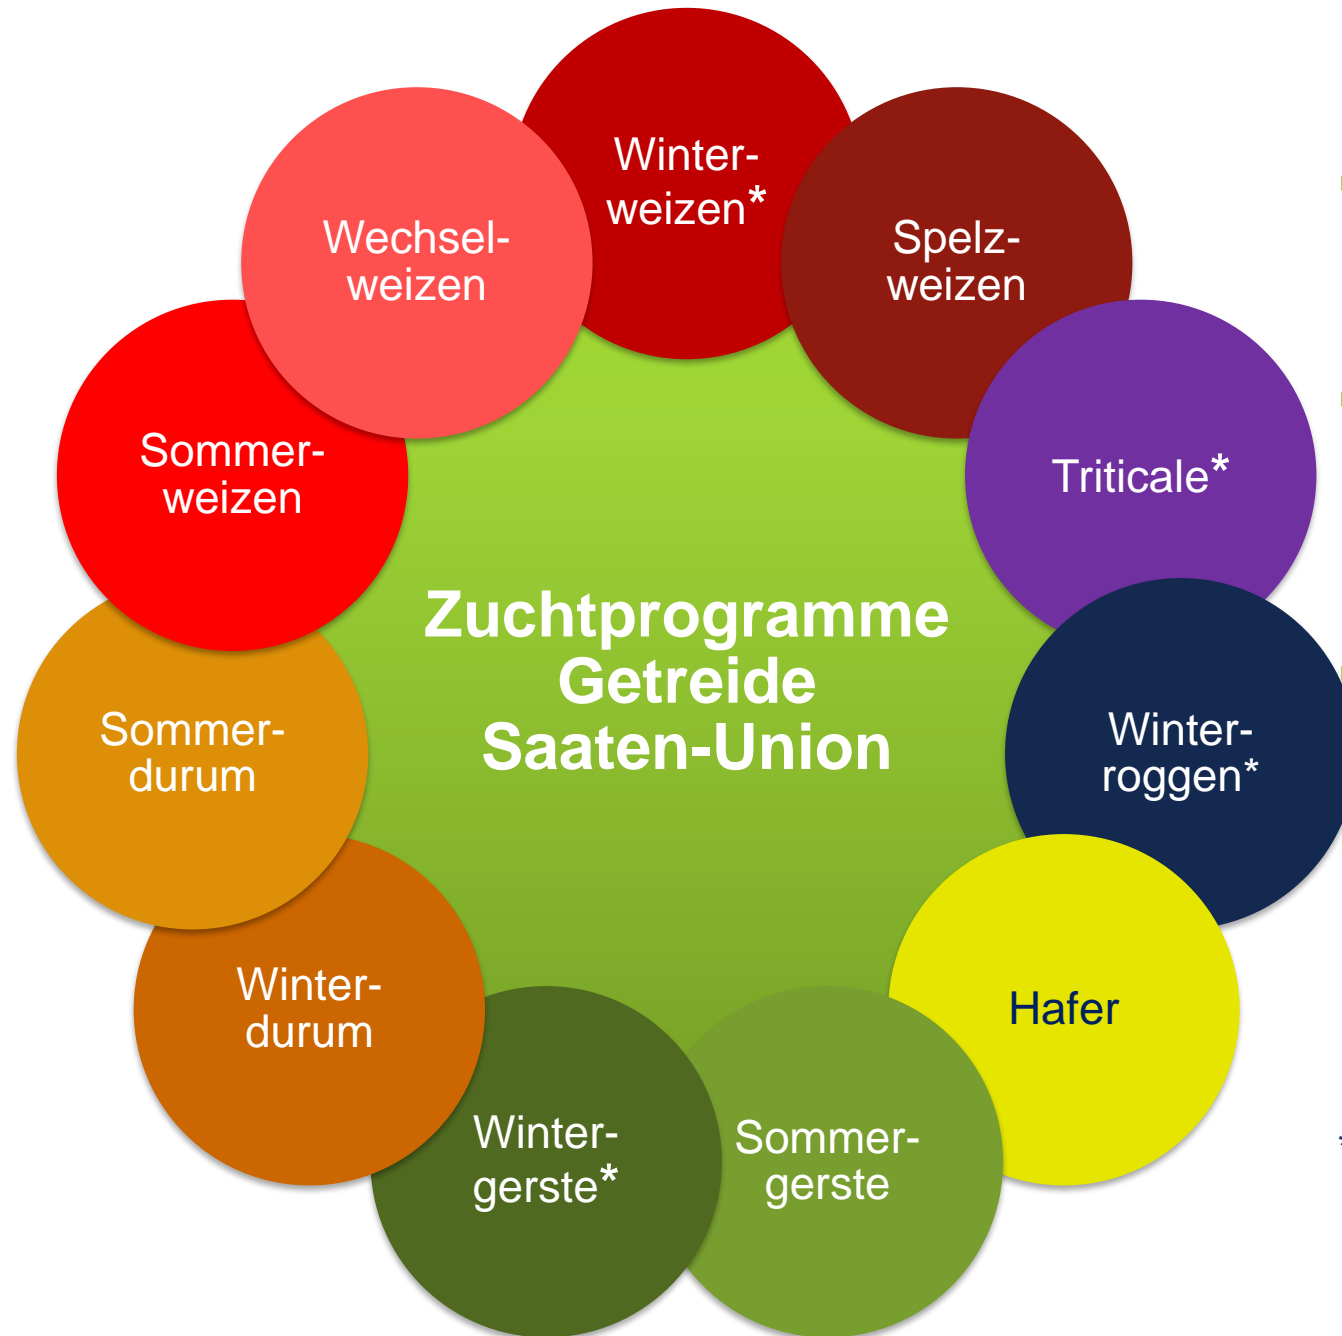 Winter-
weizen*
Spelz-
weizen
Triticale*
Winter-
roggen*
Hafer
Sommer-
gerste
Winter-
gerste*
Winter-
durum
Sommer-
durum
Sommer-
weizen
Wechsel-
weizen
Zuchtprogramme
Getreide
Saaten-Union
*